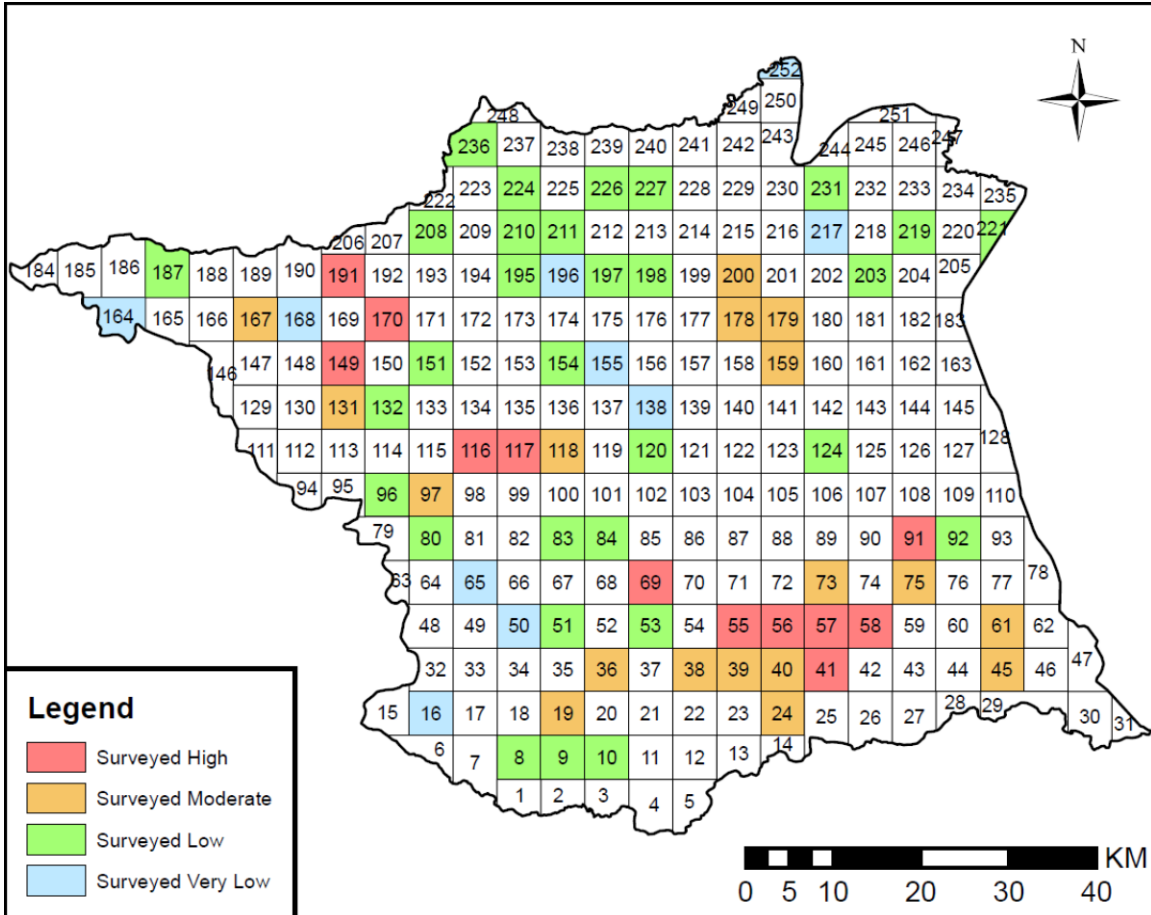 N
252
249 250
248 251
236 237 238 239 240 241 242 243 244 245 246 247
222 223 224 225 226 227 228 229 230 231 232 233 234 235
206 207 208 209 210 211 212 213 214 215 216 217 218 219 220 221
184 185 186 187 188 189 190 191 192 193 194 195 196 197 198 199 200 201 202 203 204 205
164 165 166 167 168 169 170 171 172 173 174 175 176 177 178 179 180 181 182 183
146 147 148 149 150 151 152 153 154 155 156 157 158 159 160 161 162 163
129 130 131 132 133 134 135 136 137 138 139 140 141 142 143 144 145
111 112 113 114 115 116 117 118 119 120 121 122 123 124 125 126 127 128
94 95 96 97 98 99 100 101 102 103 104 105 106 107 108 109 110
79 80 81 82 83 84 85 86 87 88 89 90 91 92 93
63 64 65 66 67 68 69 70 71 72 73 74 75 76 77 78
48 49 50 51 52 53 54 55 56 57 58 59 60 61 62
32 33 34 35 36 37 38 39 40 41 42 43 44 45 46 47
15 16 17 18 19 20 21 22 23 24 25 26 27 28 29 30 31
6 7 8 9 10 11 12 13 14
1 2 3 4 5
Legend
Surveyed High
Surveyed Moderate
Surveyed Low
Surveyed Very Low
KM
0 5 10 20 30 40